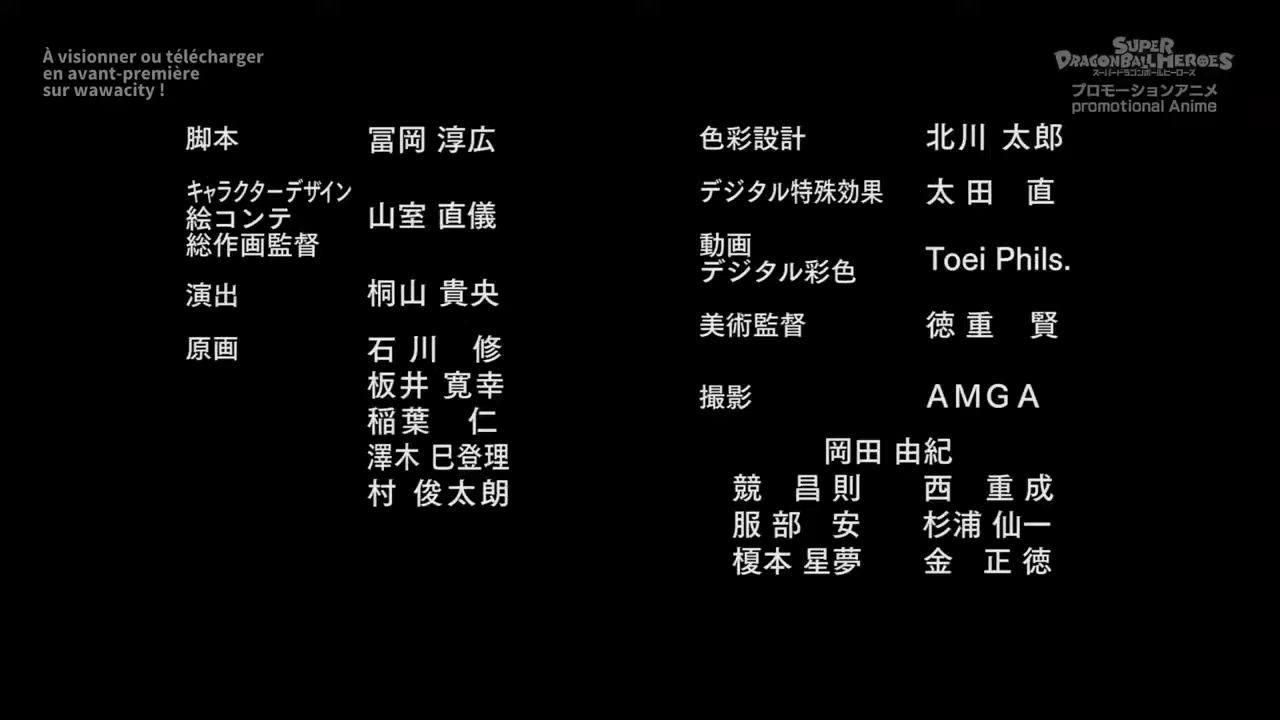 À visionner ou télécharger
en avant-première
sur wawacity !
SUPER
DRAGONBALL HEROES
スーパードラゴンボールヒーローズ
プロモーションアニメ
promotional Anime
脚本 冨岡 淳広
キャラクターデザイン
絵コンテ 山室 直儀
総作画監督
演出 桐山 貴央
原画 石川 修
板井 寛幸
稲葉 仁
澤木 巳登理
村 俊太朗
色彩設計 北川 太郎
デジタル特殊効果 太田 直
動画
デジタル彩色 Toei Phils.
美術監督 徳重 賢
撮影 AMGA
岡田 由紀
競 昌則 西 重成
服部 安 杉浦 仙一
榎本 星夢 金 正徳